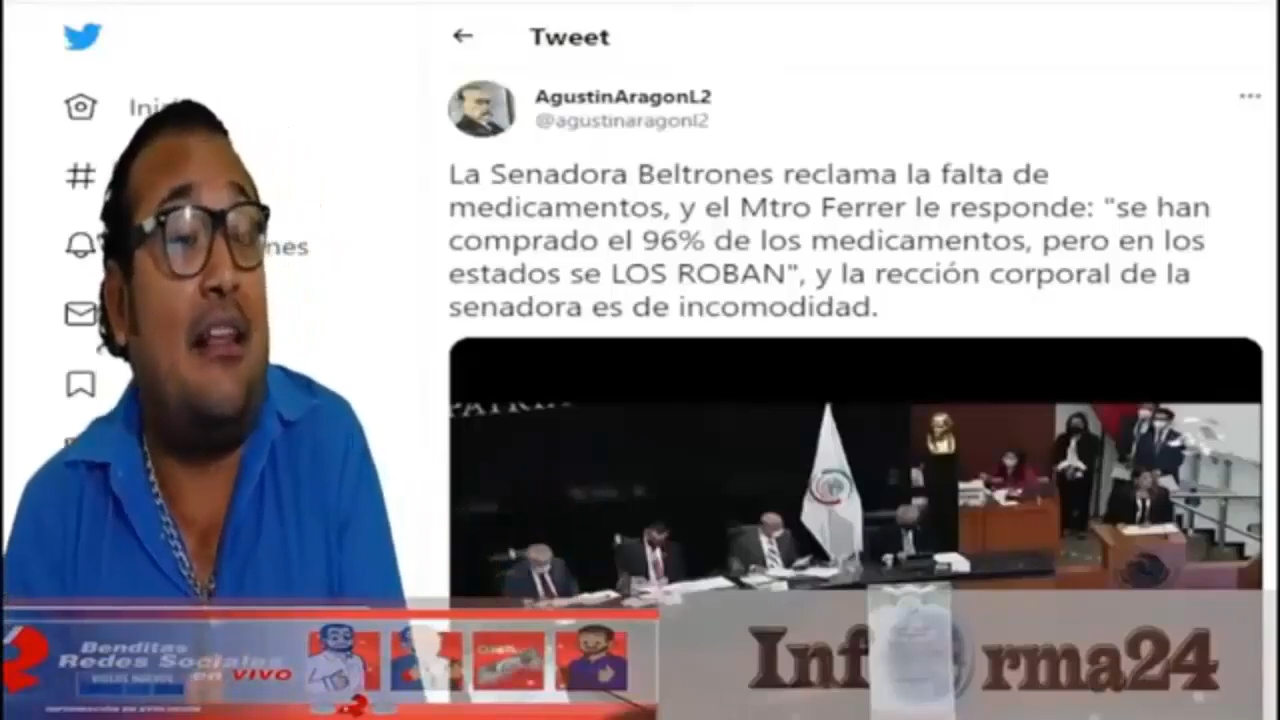 Tweet
AgustinAragonL2
@agustinaragonl2
La Senadora Beltrones reclama la falta de
medicamentos, y el Mtro Ferrer le responde: "se han
comprado el 96% de los medicamentos, pero en los
estados se LOS ROBAN", y la rección corporal de la
senadora es de incomodidad.
PATRIA
Benditas
Redes Sociales
en VIVO
Informa24